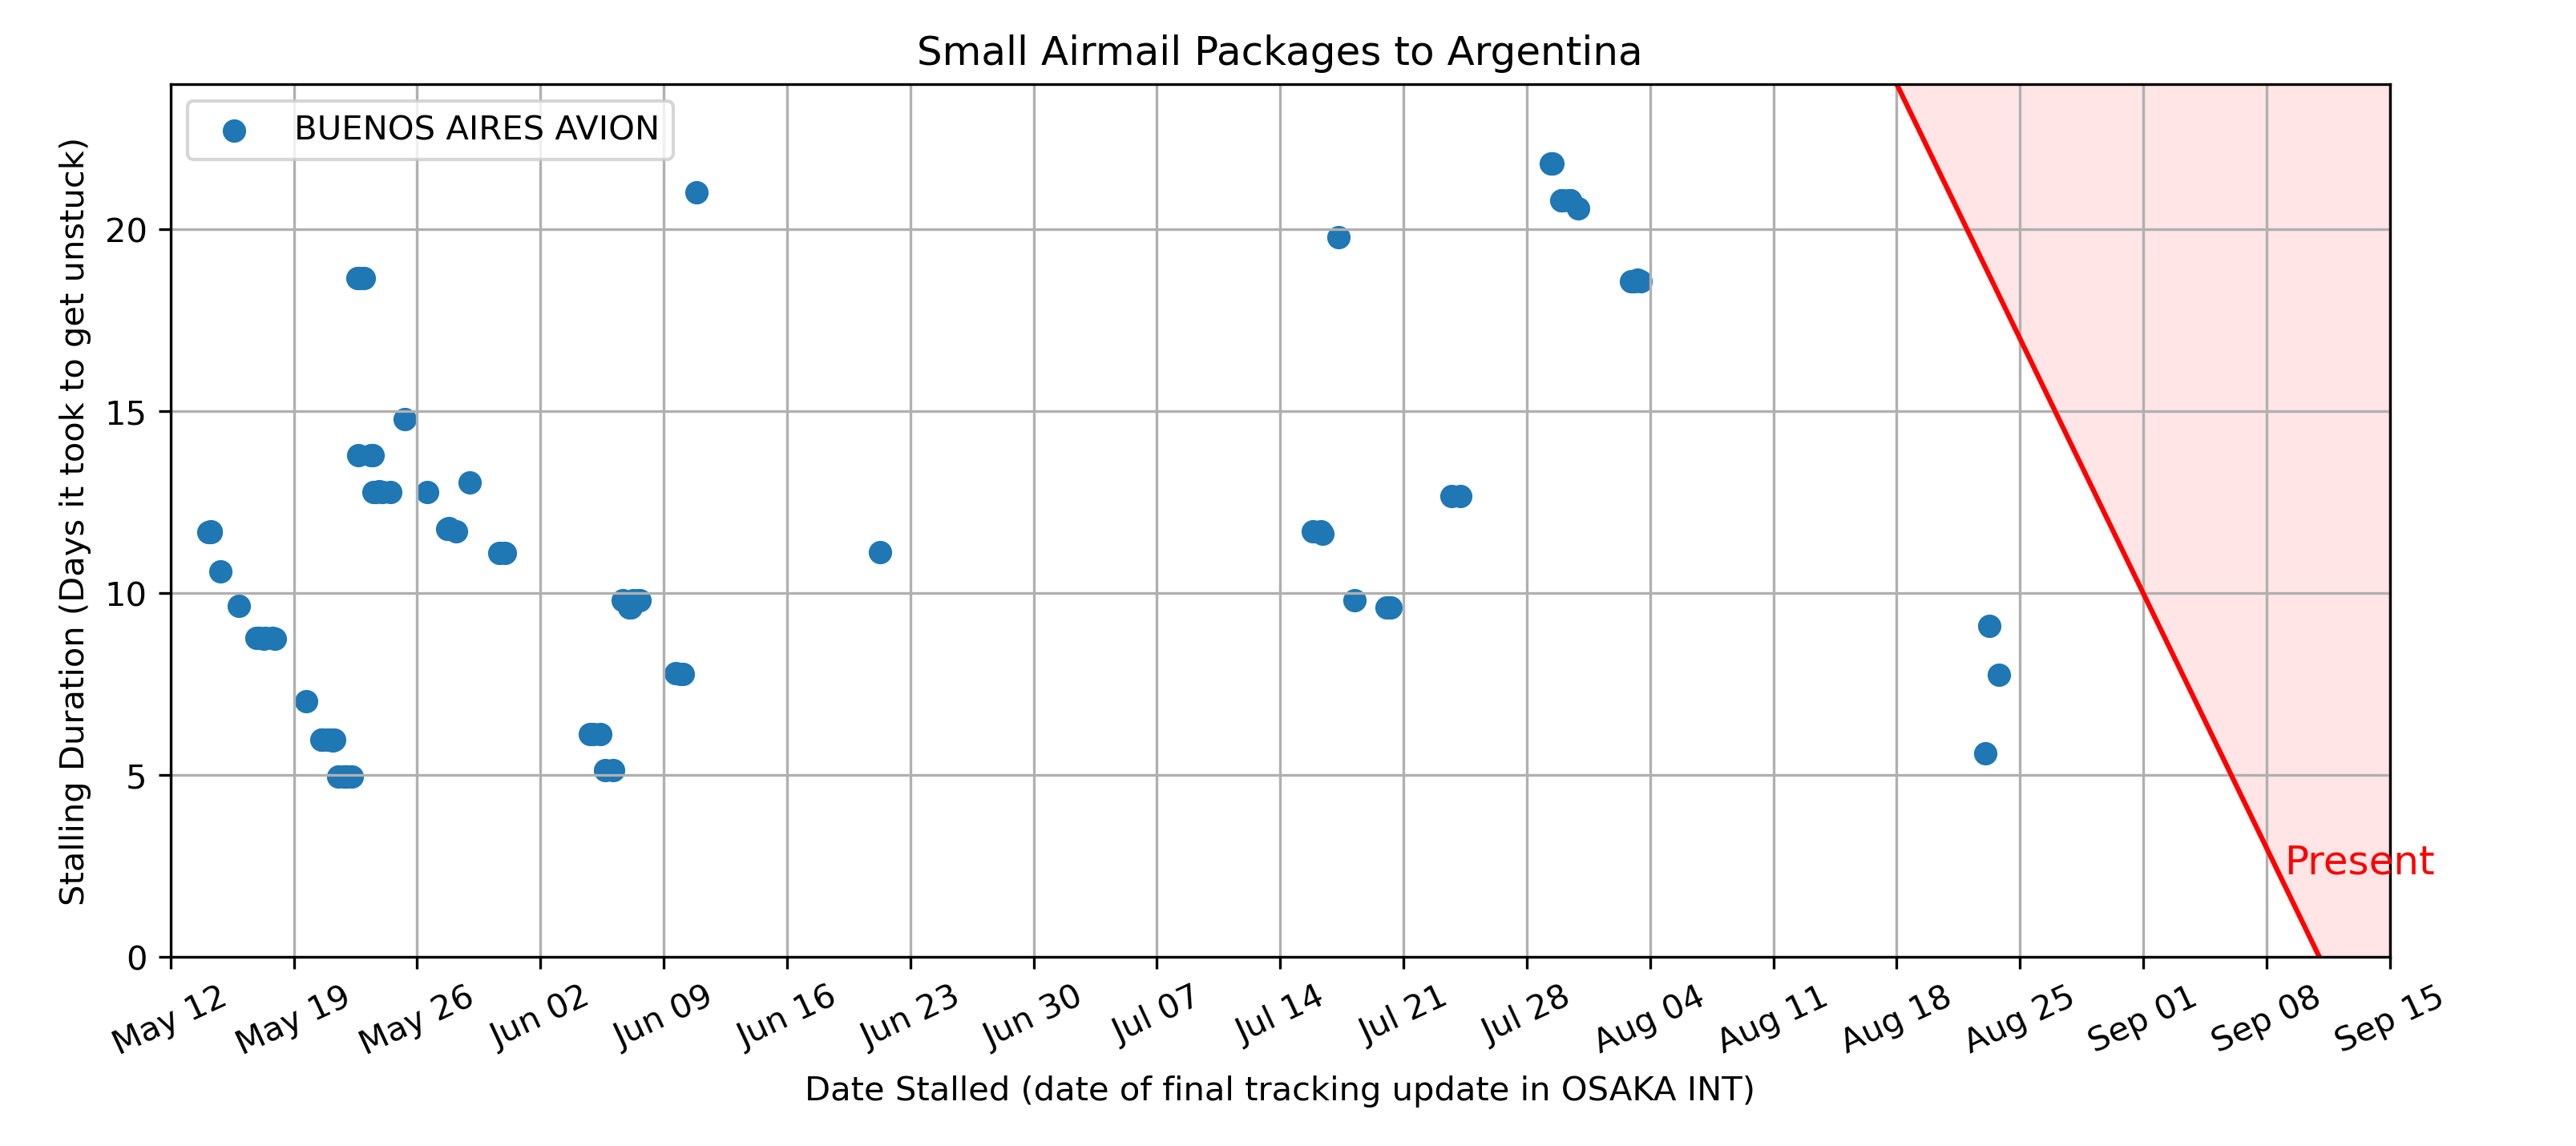 Small Airmail Packages to Argentina
BUENOS AIRES AVION
Stalling Duration (Days it took to get unstuck)
20
15
10
5
0
Present
May 12
May 19
May 26
Jun 02
Jun 09
Jun 16
Jun 23
Jun 30
Jul 07
Jul 14
Jul 21
Jul 28
Aug 04
Aug 11
Aug 18
Aug 25
Sep 01
Sep 08
Sep 15
Date Stalled (date of final tracking update in OSAKA INT)